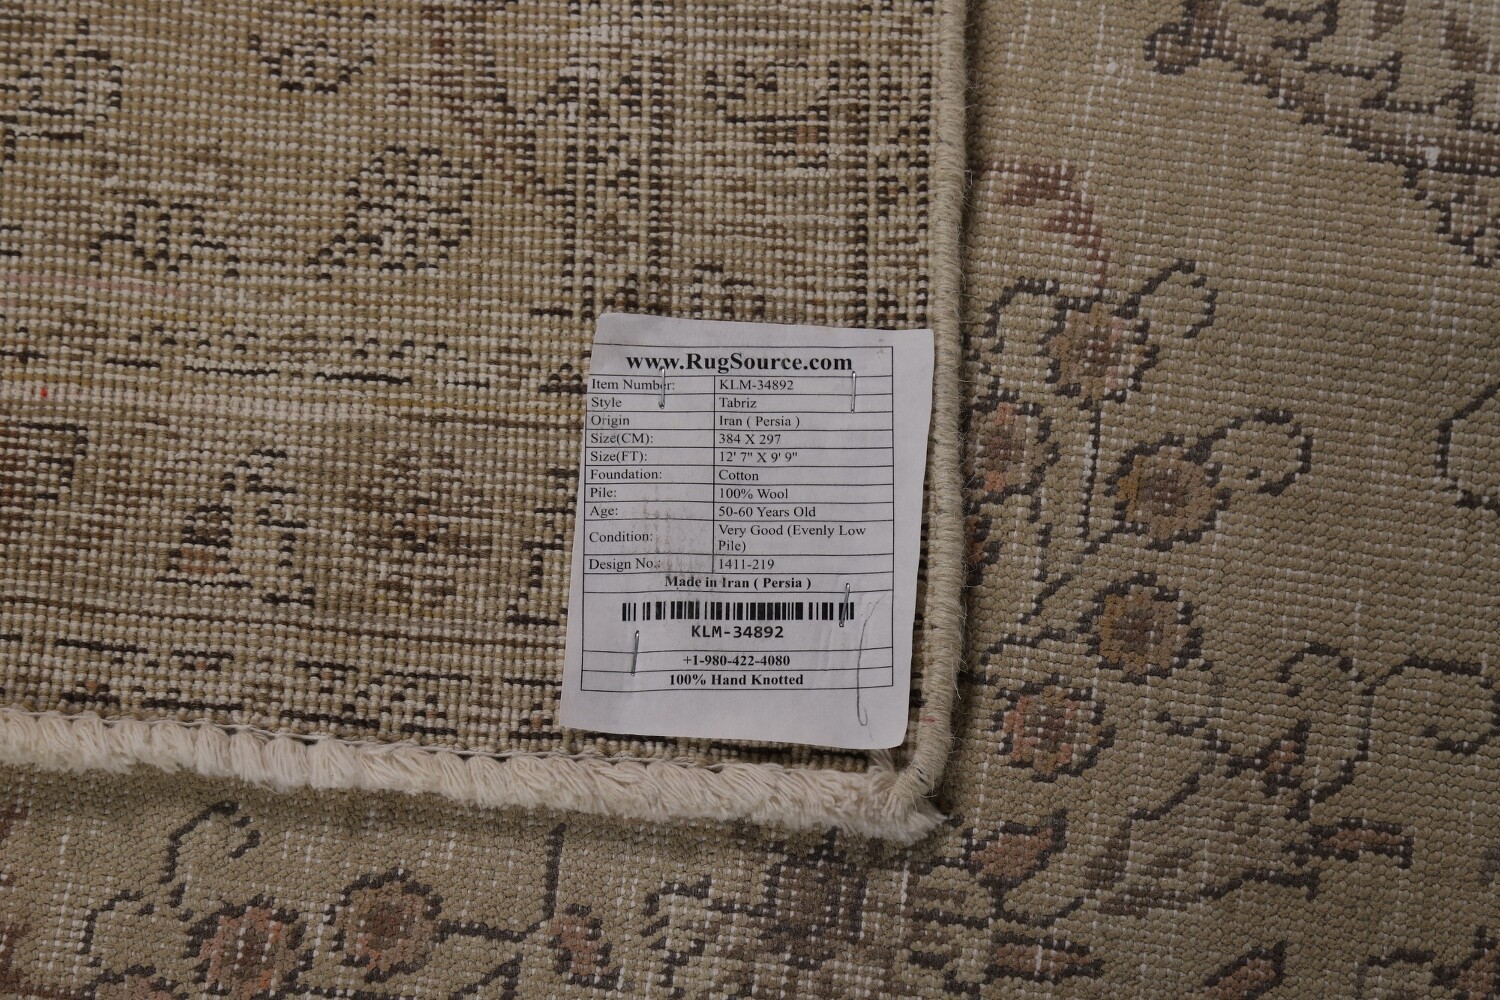 www.RugSource.com
Item Number: KLM-34892
Style Tabriz
Origin Iran ( Persia )
Size(CM): 384 X 297
Size(FT): 12' 7" X 9' 9"
Foundation: Cotton
Pile: 100% Wool
Age: 50-60 Years Old
Condition: Very Good (Evenly Low
Pile)
Design No.: 1411-219
Made in Iran ( Persia )
KLM-34892
+1-980-422-4080
100% Hand Knotted